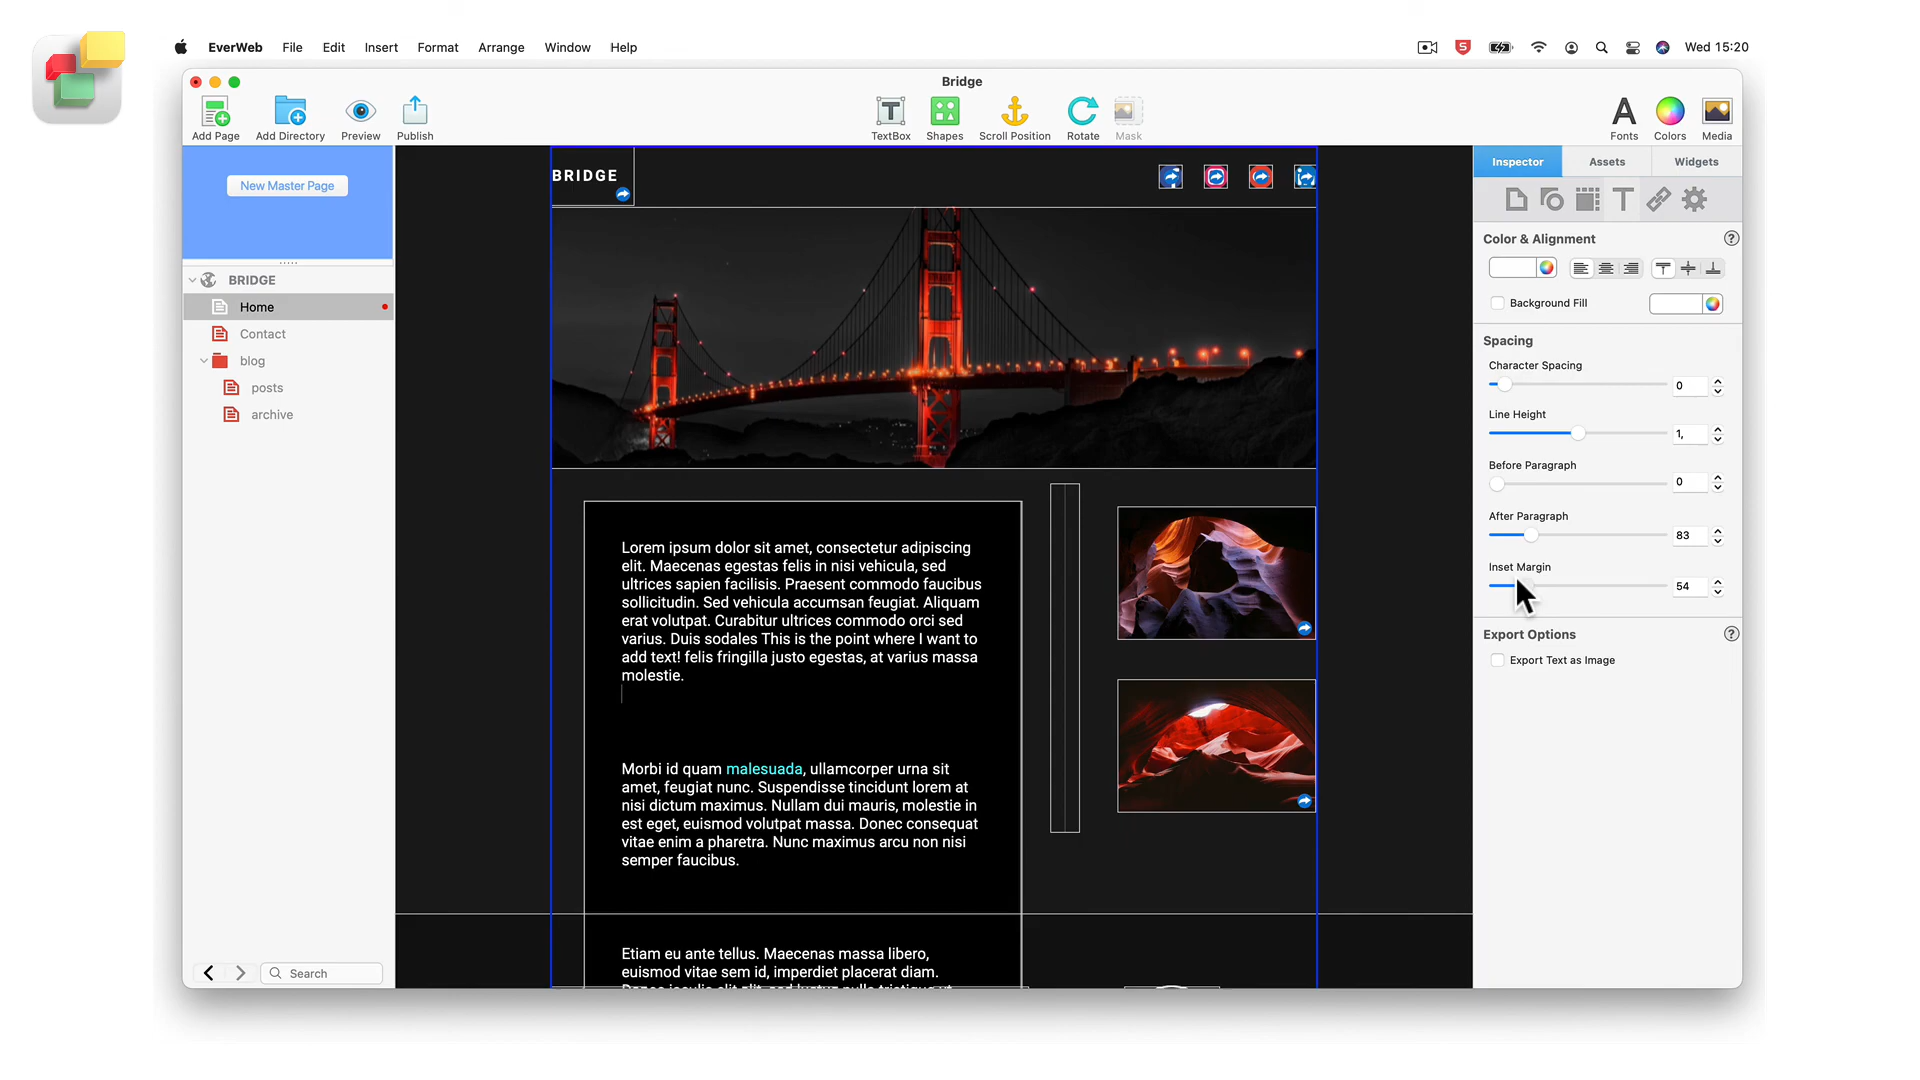 EverWeb File Edit Insert Format Arrange Window Help
S
Wed 15:20
Bridge
Add Page Add Directory Preview Publish
T
TextBox Shapes Scroll Position Rotate Mask
A
Fonts Colors Media
New Master Page
BRIDGE
Home
Contact
blog
posts
archive
Search
BRIDGE
Lorem ipsum dolor sit amet, consectetur adipiscing
elit. Maecenas egestas felis in nisi vehicula, sed
ultrices sapien facilisis. Praesent commodo faucibus
sollicitudin. Sed vehicula accumsan feugiat. Aliquam
erat volutpat. Curabitur ultrices commodo orci sed
varius. Duis sodales This is the point where I want to
add text! felis fringilla justo egestas, at varius massa
molestie.
Morbi id quam malesuada, ullamcorper urna sit
amet, feugiat nunc. Suspendisse tincidunt lorem at
nisi dictum maximus. Nullam dui mauris, molestie in
est eget, euismod volutpat massa. Donec consequat
vitae enim a pharetra. Nunc maximus arcu non nisi
semper faucibus.
Etiam eu ante tellus. Maecenas massa libero,
euismod vitae sem id, imperdiet placerat diam.
Inspector Assets Widgets
T
Color & Alignment ?
Background Fill
Spacing
Character Spacing
0
Line Height
1,
Before Paragraph
0
After Paragraph
83
Inset Margin
54
Export Options ?
Export Text as Image